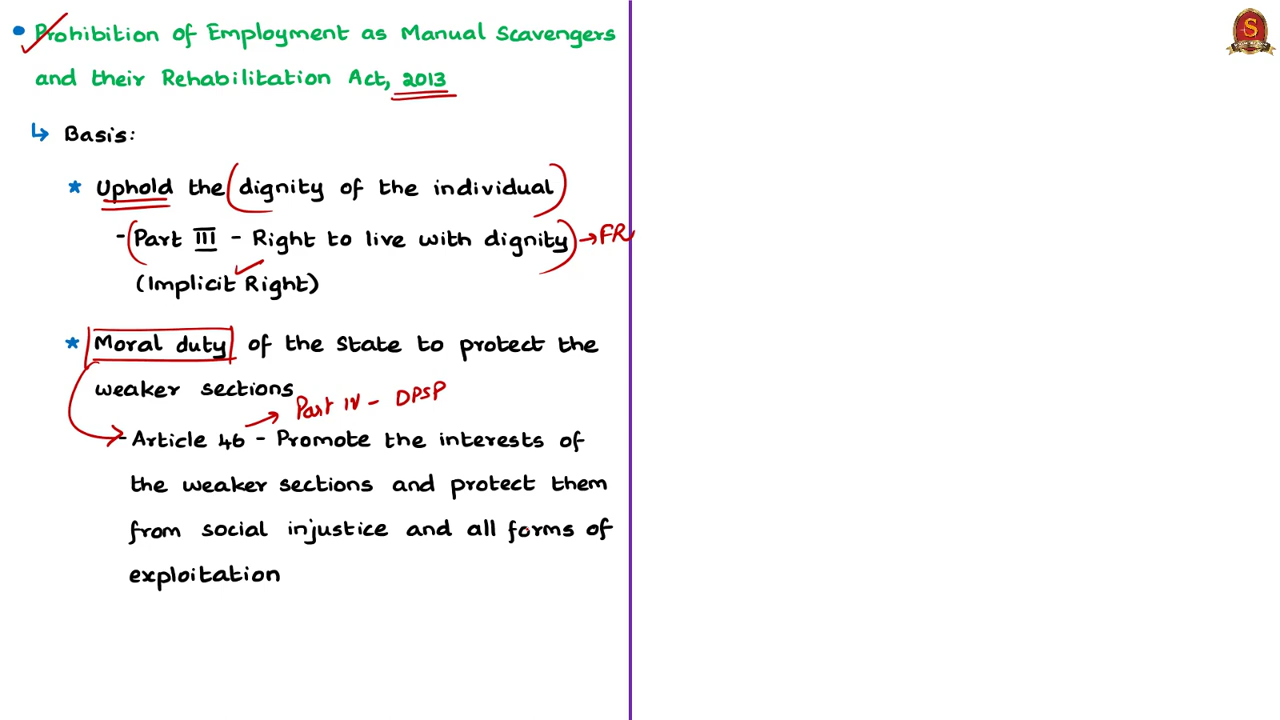 • Prohibition of Employment as Manual Scavengers
and their Rehabilitation Act, 2013
↳ Basis:
* Uphold the (dignity of the individual)
- (Part III - Right to live with dignity) → FR
(Implicit Right)
* Moral duty of the State to protect the
weaker sections
Part IV - DPSP
- Article 46 - Promote the interests of
the weaker sections and protect them
from social injustice and all forms of
exploitation
S